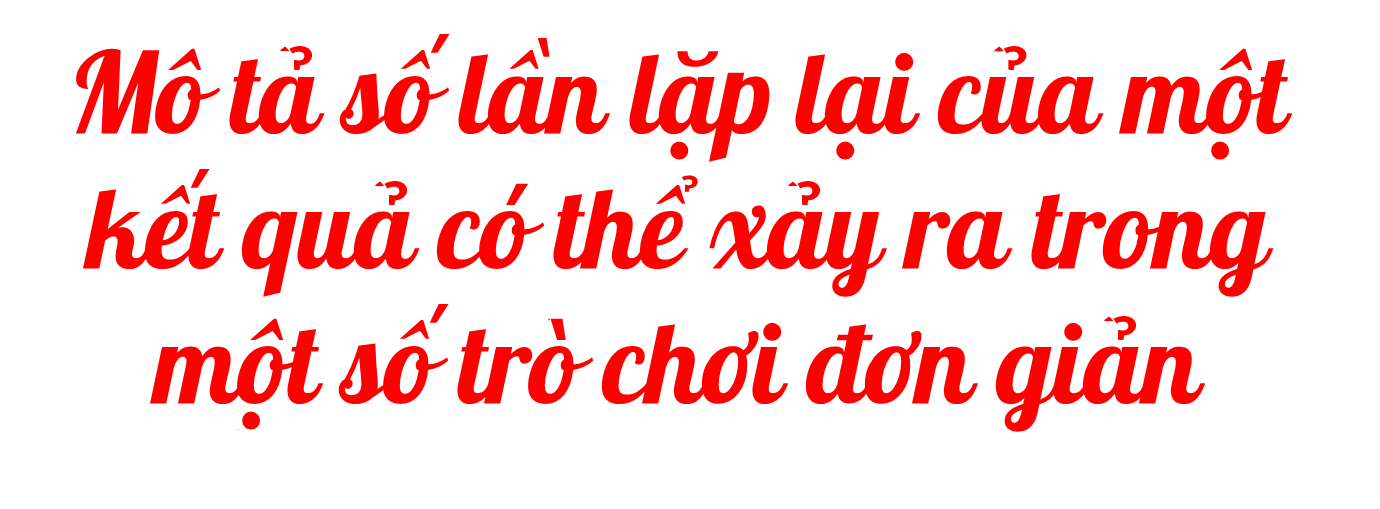 Mô tả số lần lặp lại của một
kết quả có thể xảy ra trong
một số trò chơi đơn giản